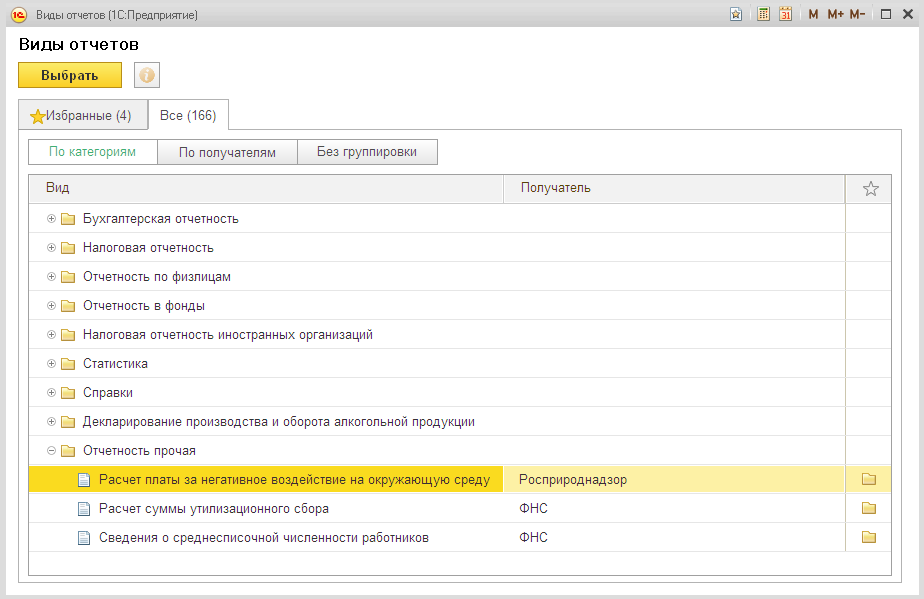 Виды отчетов (1С:Предприятие)
31 M M+ M-
Виды отчетов
Выбрать
Избранные (4) Все (166)
По категориям По получателям Без группировки
Вид Получатель
Бухгалтерская отчетность
Налоговая отчетность
Отчетность по физлицам
Отчетность в фонды
Налоговая отчетность иностранных организаций
Статистика
Справки
Декларирование производства и оборота алкогольной продукции
Отчетность прочая
Расчет платы за негативное воздействие на окружающую среду Росприроднадзор
Расчет суммы утилизационного сбора ФНС
Сведения о среднесписочной численности работников ФНС